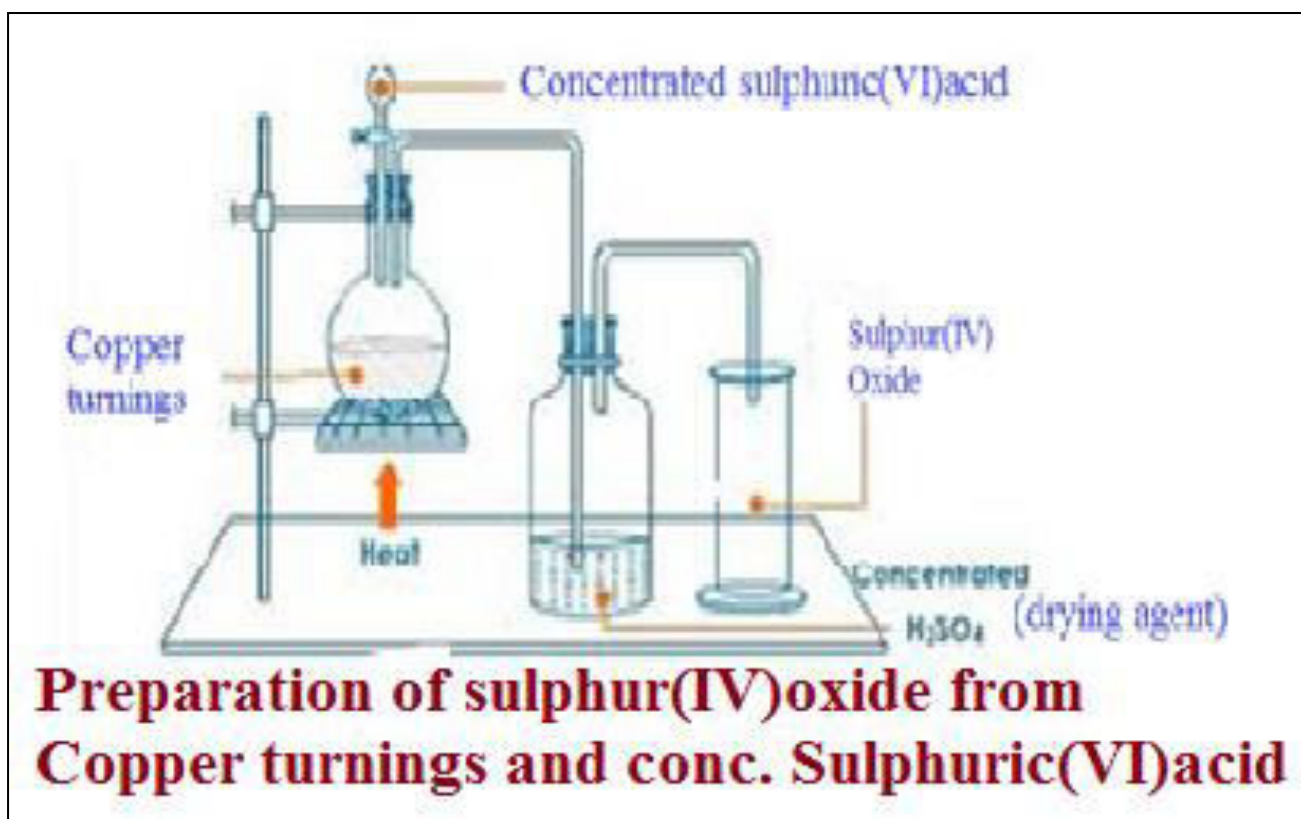 Concentrated sulphuric(VI)acid
Copper
turnings
Sulphur(IV)
Oxide
Heat
Concentrated
H₂SO₄ (drying agent)
Preparation of sulphur(IV)oxide from
Copper turnings and conc. Sulphuric(VI)acid